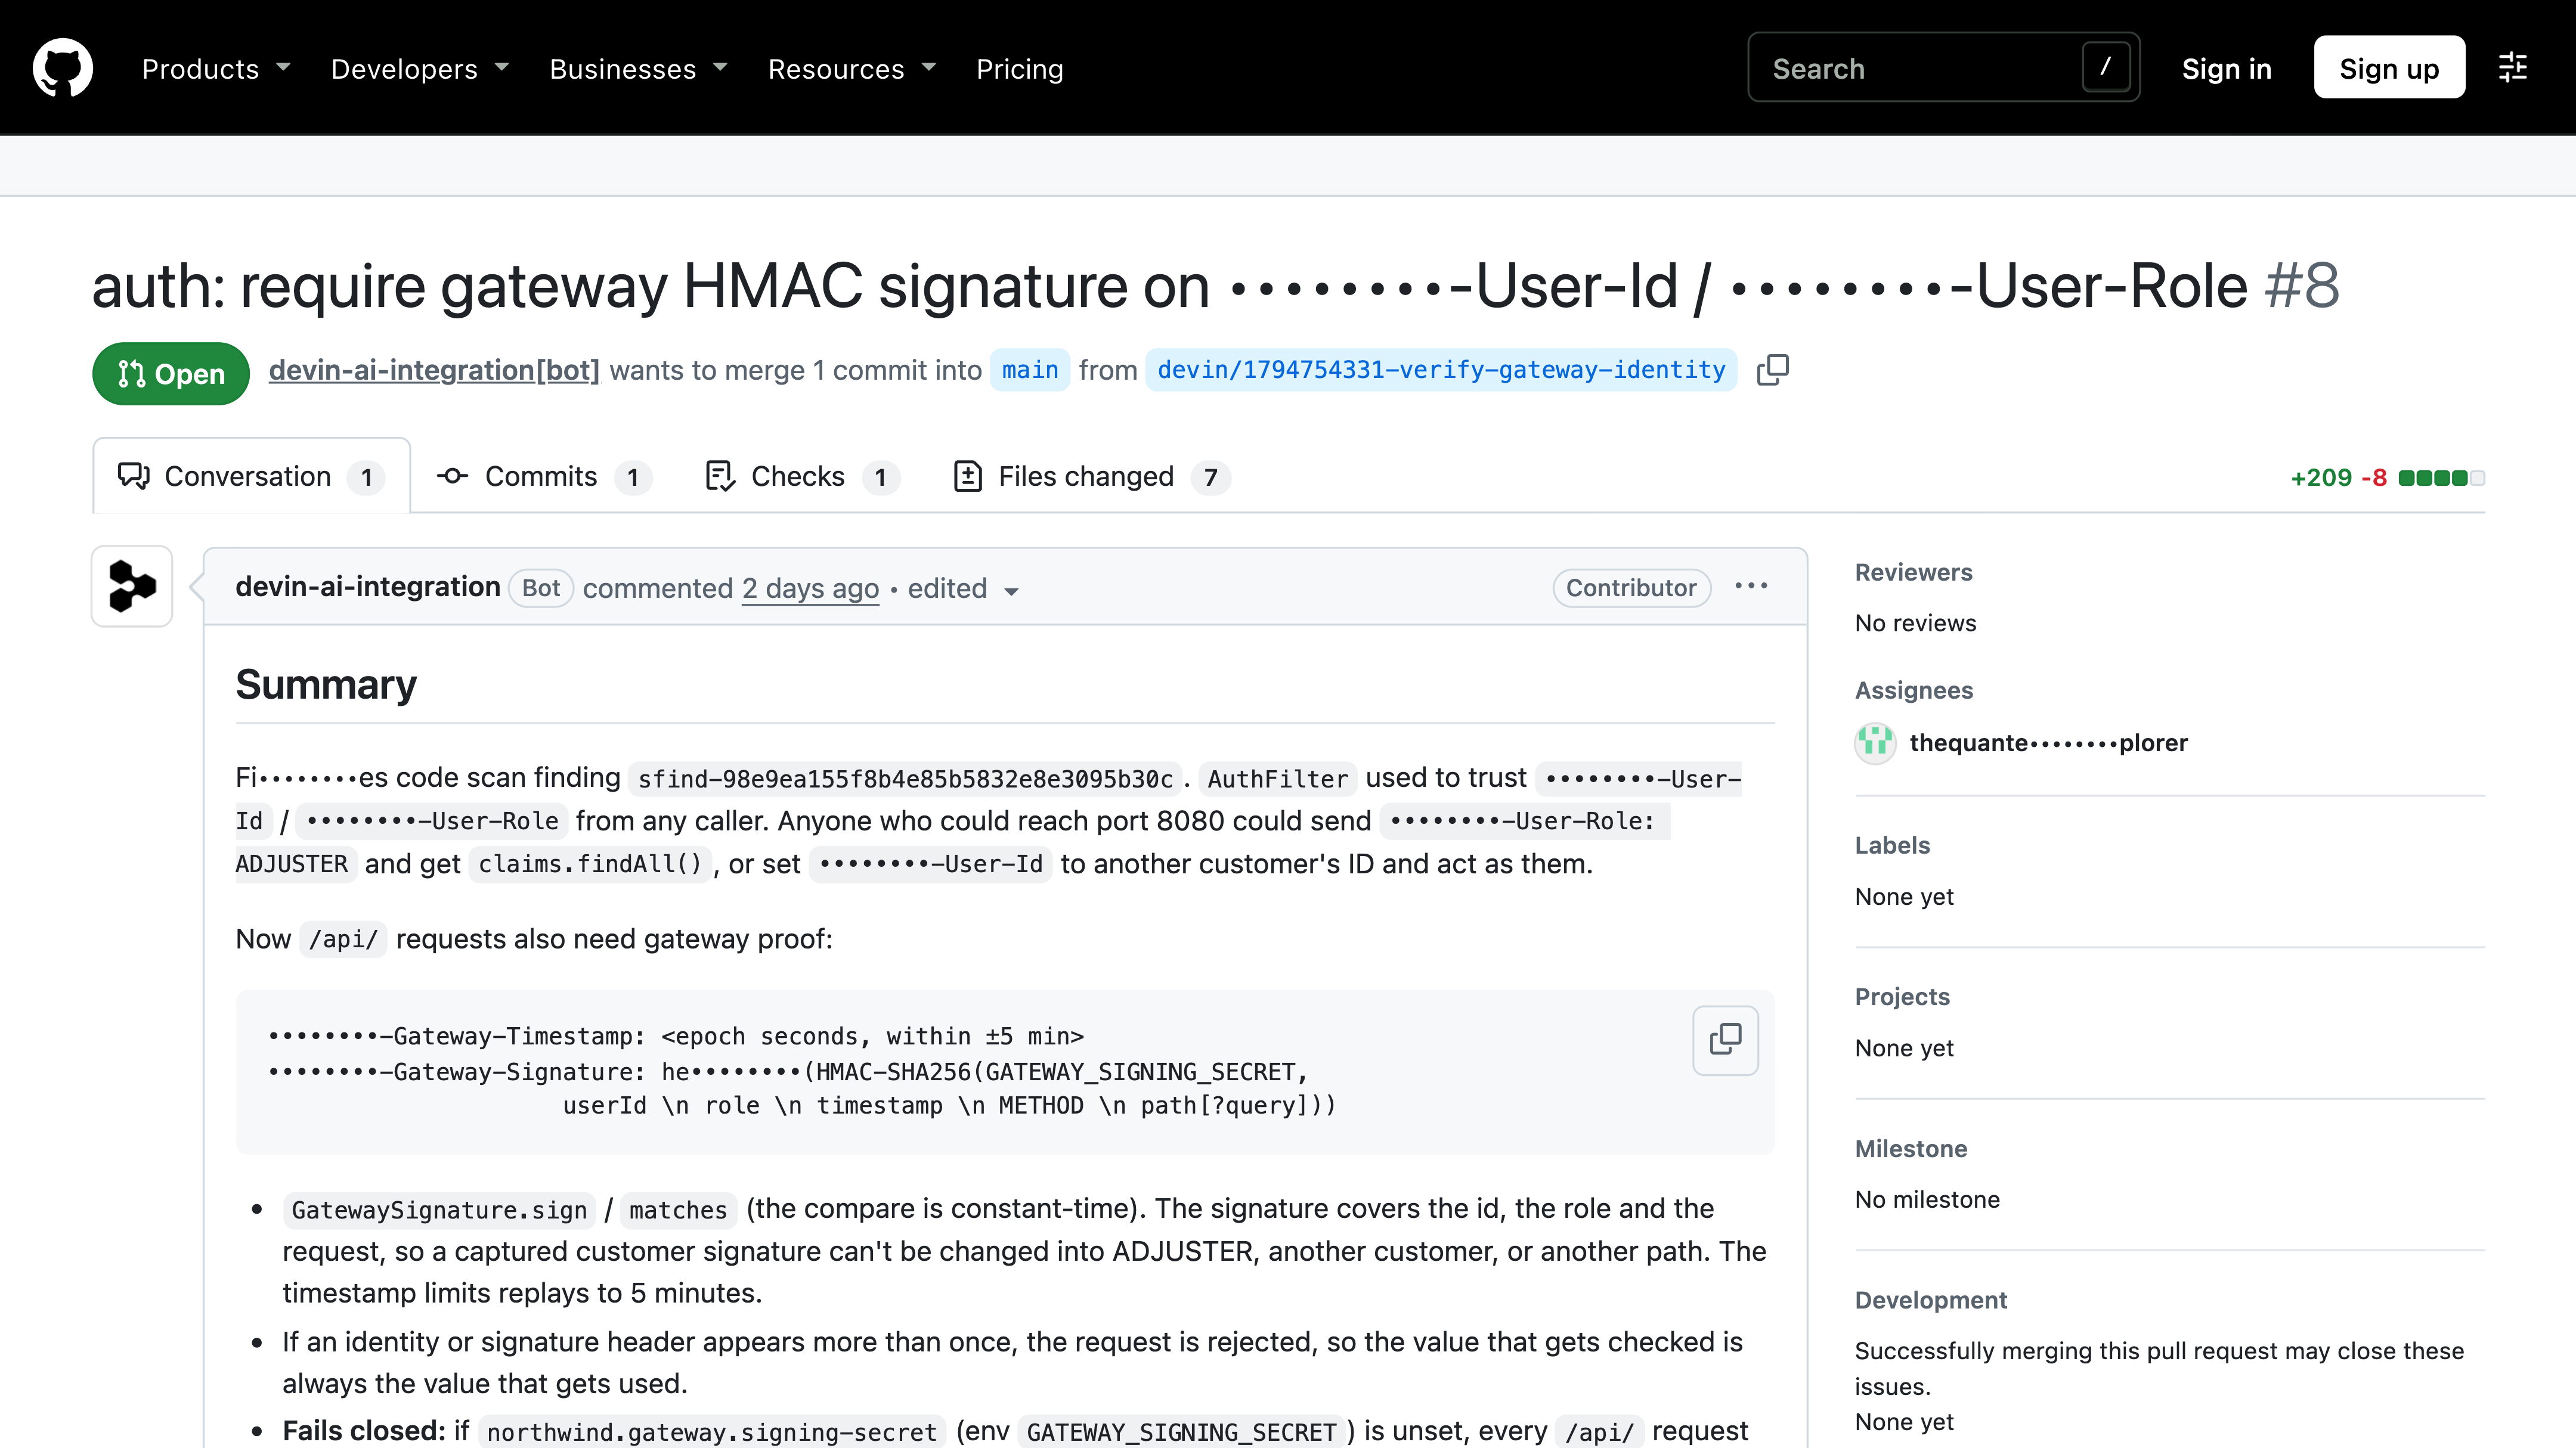 Products Developers Businesses Resources Pricing Search / Sign in Sign up
auth: require gateway HMAC signature on ••••••••-User-Id / ••••••••-User-Role #8
Open devin-ai-integration[bot] wants to merge 1 commit into main from devin/1794754331-verify-gateway-identity
Conversation 1 Commits 1 Checks 1 Files changed 7 +209 -8
devin-ai-integration Bot commented 2 days ago • edited Contributor
Summary
Fi••••••••es code scan finding sfind-98e9ea155f8b4e85b5832e8e3095b30c. AuthFilter used to trust ••••••••-User-
Id / ••••••••-User-Role from any caller. Anyone who could reach port 8080 could send ••••••••-User-Role:
ADJUSTER and get claims.findAll(), or set ••••••••-User-Id to another customer's ID and act as them.
Now /api/ requests also need gateway proof:
••••••••-Gateway-Timestamp: <epoch seconds, within ±5 min>
••••••••-Gateway-Signature: he••••••••(HMAC-SHA256(GATEWAY_SIGNING_SECRET,
userId \n role \n timestamp \n METHOD \n path[?query]))
• GatewaySignature.sign / matches (the compare is constant-time). The signature covers the id, the role and the
request, so a captured customer signature can't be changed into ADJUSTER, another customer, or another path. The
timestamp limits replays to 5 minutes.
• If an identity or signature header appears more than once, the request is rejected, so the value that gets checked is
always the value that gets used.
• Fails closed: if northwind.gateway.signing-secret (env GATEWAY_SIGNING_SECRET) is unset, every /api/ request
Reviewers
No reviews
Assignees
thequante••••••••plorer
Labels
None yet
Projects
None yet
Milestone
No milestone
Development
Successfully merging this pull request may close these
issues.
None yet